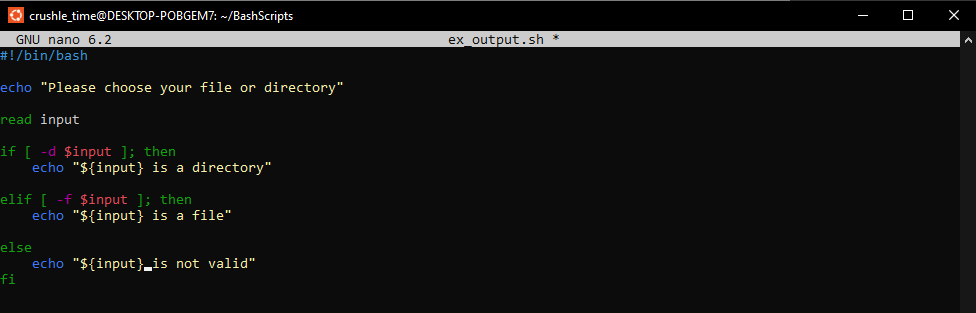 crushle_time@DESKTOP-POBGEM7: ~/BashScripts
GNU nano 6.2 ex_output.sh *
#!/bin/bash
echo "Please choose your file or directory"
read input
if [ -d $input ]; then
    echo "${input} is a directory"
elif [ -f $input ]; then
    echo "${input} is a file"
else
    echo "${input} is not valid"
fi